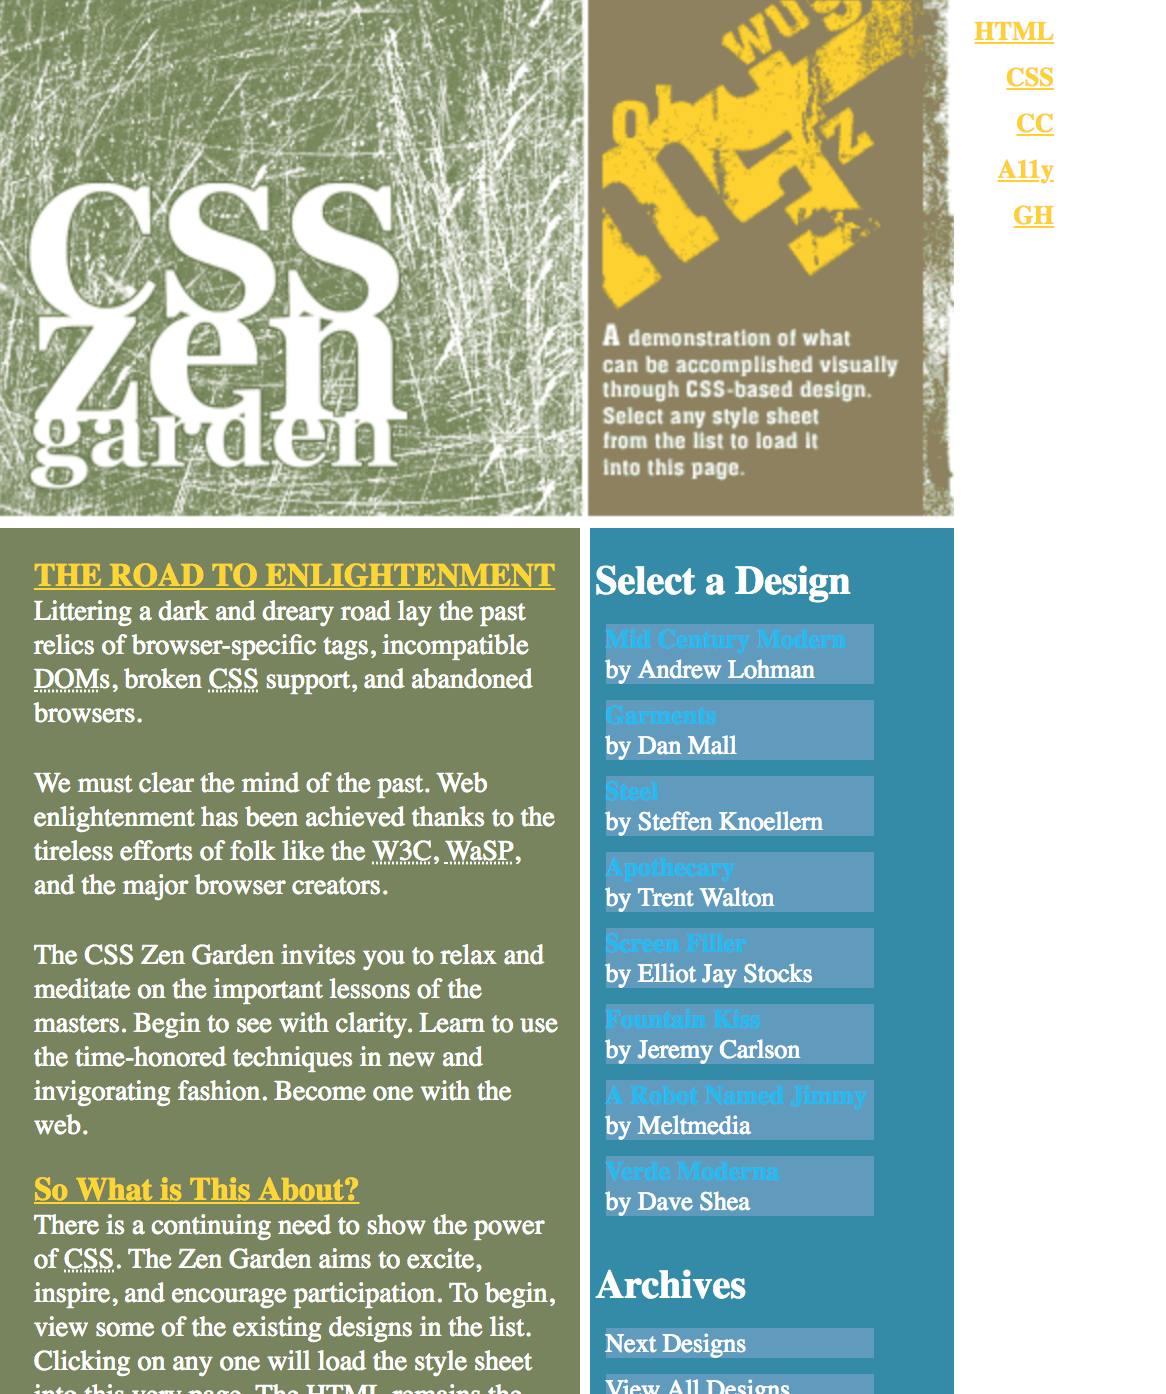 css
zen
garden
A demonstration of what
can be accomplished visually
through CSS-based design.
Select any style sheet
from the list to load it
into this page.
HTML
CSS
CC
A11y
GH
THE ROAD TO ENLIGHTENMENT
Littering a dark and dreary road lay the past
relics of browser-specific tags, incompatible
DOMs, broken CSS support, and abandoned
browsers.
We must clear the mind of the past. Web
enlightenment has been achieved thanks to the
tireless efforts of folk like the W3C, WaSP,
and the major browser creators.
The CSS Zen Garden invites you to relax and
meditate on the important lessons of the
masters. Begin to see with clarity. Learn to use
the time-honored techniques in new and
invigorating fashion. Become one with the
web.
So What is This About?
There is a continuing need to show the power
of CSS. The Zen Garden aims to excite,
inspire, and encourage participation. To begin,
view some of the existing designs in the list.
Clicking on any one will load the style sheet
into this very page. The HTML remains the
Select a Design
Mid Century Modern
by Andrew Lohman
Garments
by Dan Mall
Steel
by Steffen Knoellern
Apothecary
by Trent Walton
Screen Filler
by Elliot Jay Stocks
Fountain Kiss
by Jeremy Carlson
A Robot Named Jimmy
by Meltmedia
Verde Moderna
by Dave Shea
Archives
Next Designs
View All Designs